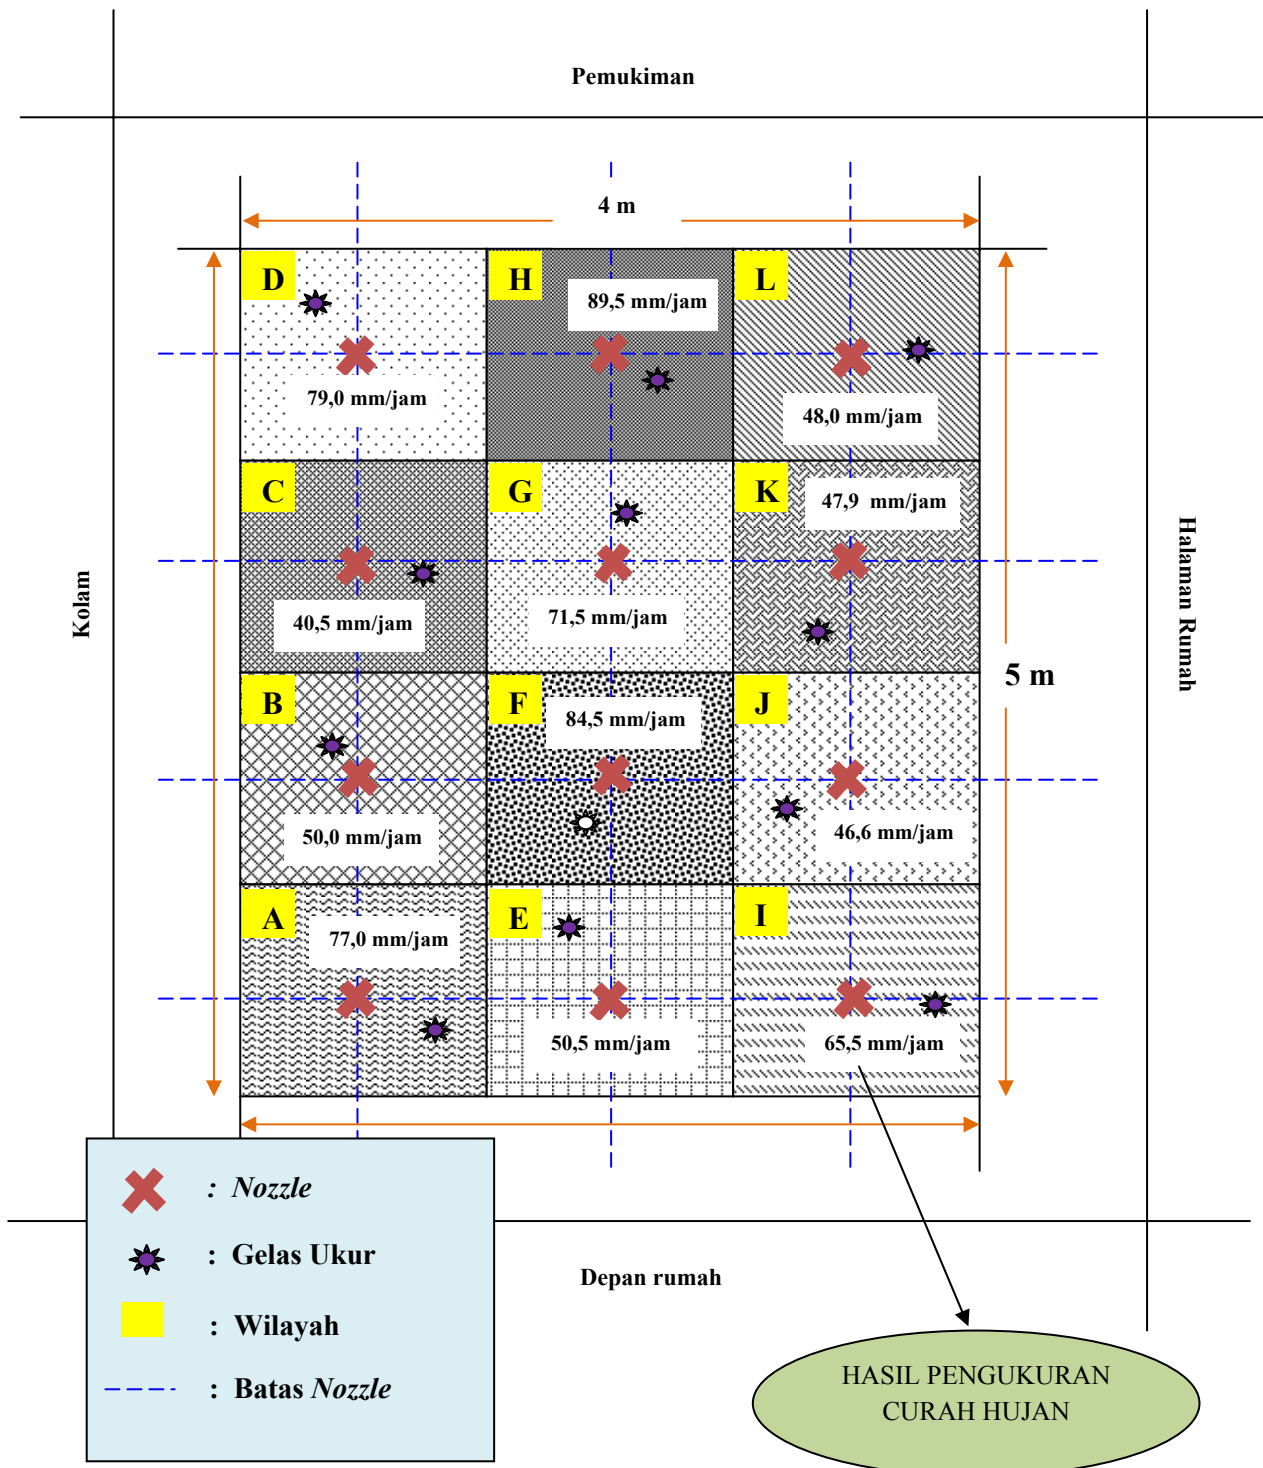 Pemukiman
4 m
D
H
L
89,5 mm/jam
79,0 mm/jam
48,0 mm/jam
C
G
K
47,9 mm/jam
40,5 mm/jam
71,5 mm/jam
Kolam
Halaman Rumah
5 m
B
F
J
84,5 mm/jam
50,0 mm/jam
46,6 mm/jam
A
E
I
77,0 mm/jam
50,5 mm/jam
65,5 mm/jam
: Nozzle
: Gelas Ukur
: Wilayah
: Batas Nozzle
Depan rumah
HASIL PENGUKURAN
CURAH HUJAN